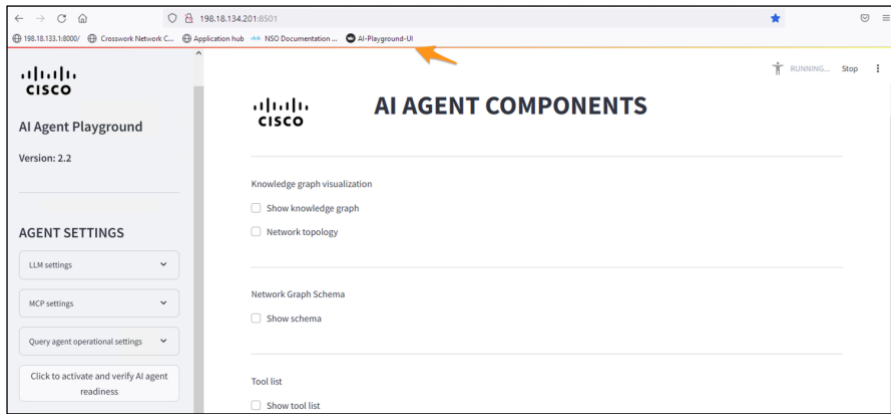 198.18.134.201:8501
198.18.133.1:8000/ Crosswork Network C... Application hub NSO Documentation ... AI-Playground-UI
CISCO
AI Agent Playground
Version: 2.2
AGENT SETTINGS
LLM settings
MCP settings
Query agent operational settings
Click to activate and verify AI agent
readiness
RUNNING... Stop
CISCO
AI AGENT COMPONENTS
Knowledge graph visualization
Show knowledge graph
Network topology
Network Graph Schema
Show schema
Tool list
Show tool list